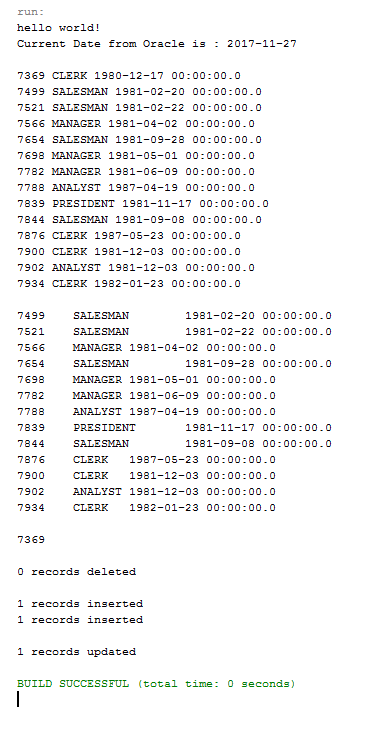 run:
hello world!
Current Date from Oracle is : 2017-11-27
7369 CLERK 1980-12-17 00:00:00.0
7499 SALESMAN 1981-02-20 00:00:00.0
7521 SALESMAN 1981-02-22 00:00:00.0
7566 MANAGER 1981-04-02 00:00:00.0
7654 SALESMAN 1981-09-28 00:00:00.0
7698 MANAGER 1981-05-01 00:00:00.0
7782 MANAGER 1981-06-09 00:00:00.0
7788 ANALYST 1987-04-19 00:00:00.0
7839 PRESIDENT 1981-11-17 00:00:00.0
7844 SALESMAN 1981-09-08 00:00:00.0
7876 CLERK 1987-05-23 00:00:00.0
7900 CLERK 1981-12-03 00:00:00.0
7902 ANALYST 1981-12-03 00:00:00.0
7934 CLERK 1982-01-23 00:00:00.0
7499 SALESMAN 1981-02-20 00:00:00.0
7521 SALESMAN 1981-02-22 00:00:00.0
7566 MANAGER 1981-04-02 00:00:00.0
7654 SALESMAN 1981-09-28 00:00:00.0
7698 MANAGER 1981-05-01 00:00:00.0
7782 MANAGER 1981-06-09 00:00:00.0
7788 ANALYST 1987-04-19 00:00:00.0
7839 PRESIDENT 1981-11-17 00:00:00.0
7844 SALESMAN 1981-09-08 00:00:00.0
7876 CLERK 1987-05-23 00:00:00.0
7900 CLERK 1981-12-03 00:00:00.0
7902 ANALYST 1981-12-03 00:00:00.0
7934 CLERK 1982-01-23 00:00:00.0
7369
0 records deleted
1 records inserted
1 records inserted
1 records updated
BUILD SUCCESSFUL (total time: 0 seconds)